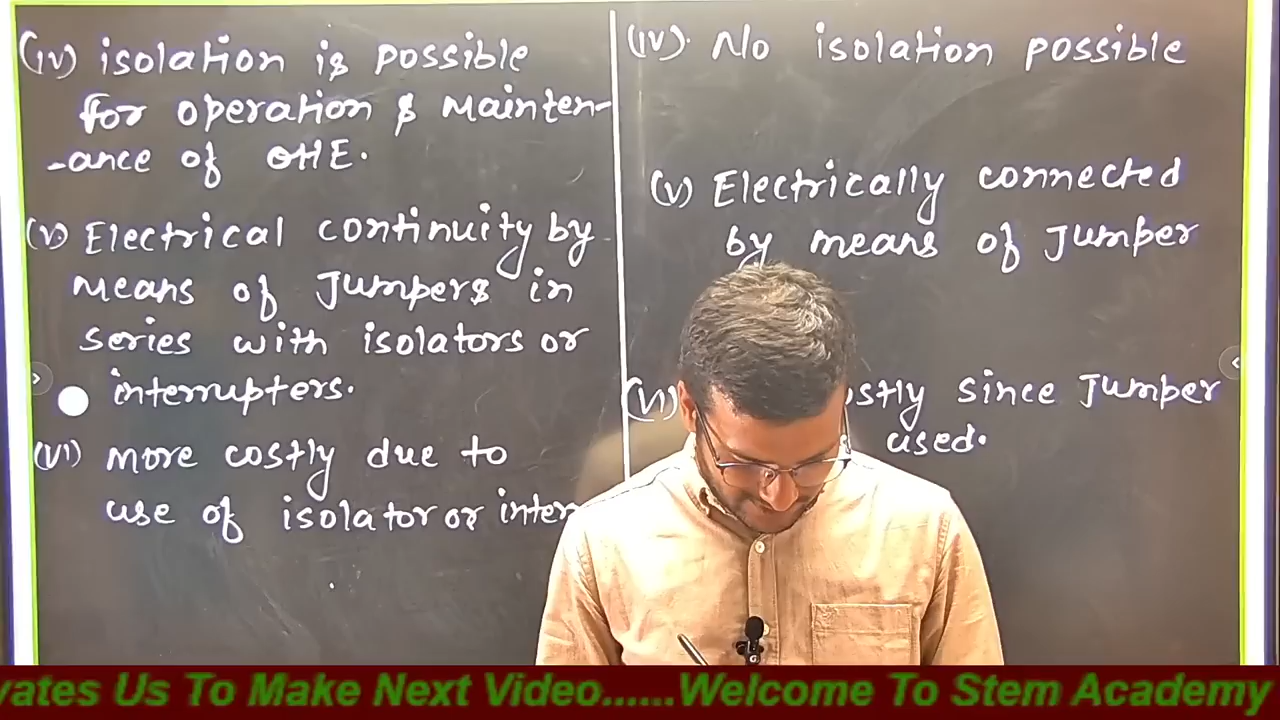 (iv) isolation is possible
for operation & Mainten-
-ance of OHE.
(v) Electrical continuity by
Means of Jumpers in
series with isolators or
interrupters.
(vi) more costly due to
use of isolator or inter
(iv). No isolation possible
(v) Electrically connected
by means of Jumper
(vi) ostly since Jumper
used.
vates Us To Make Next Video......Welcome To Stem Academy